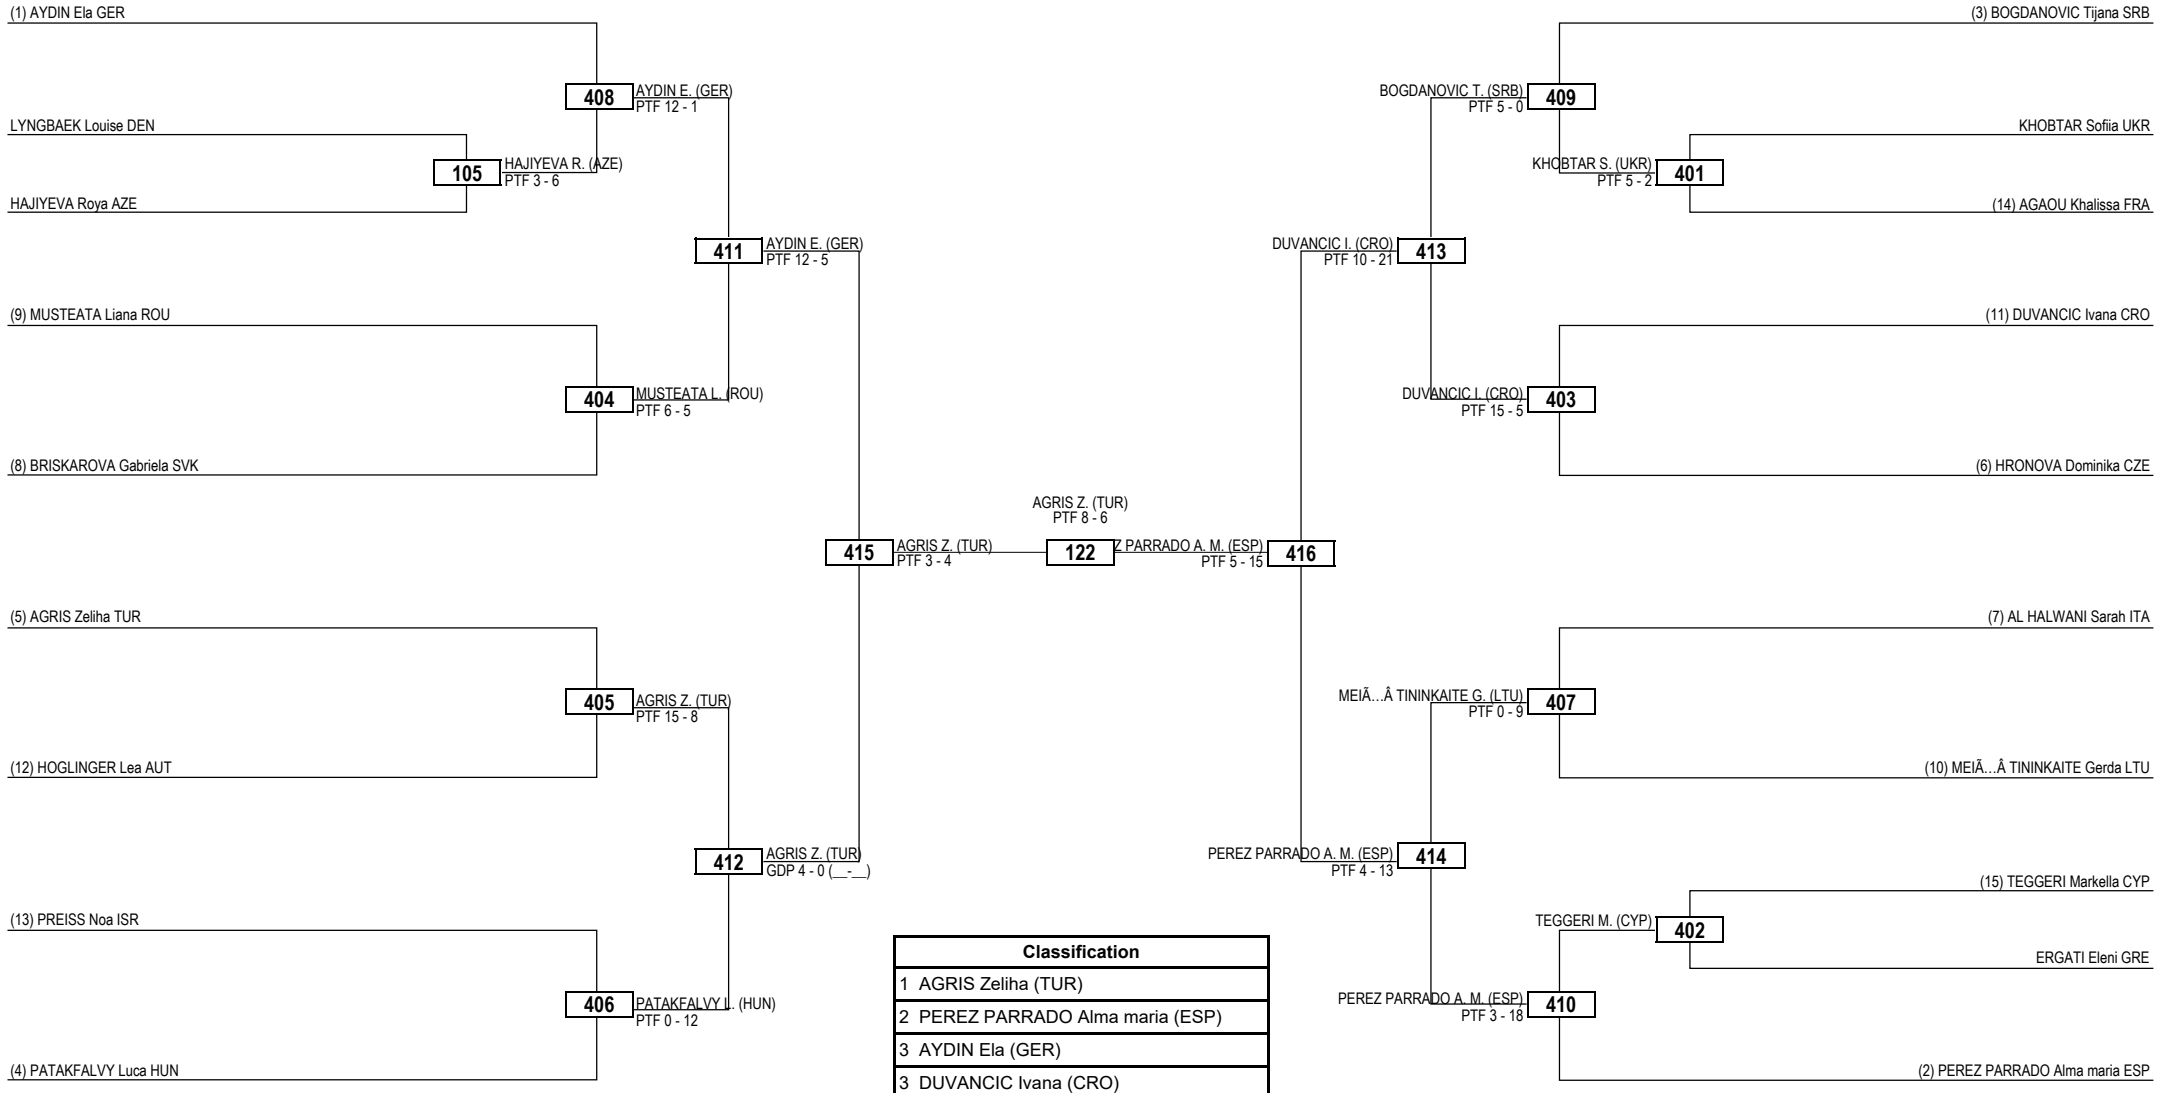 (1) AYDIN Ela GER
(3) BOGDANOVIC Tijana SRB
408
AYDIN E. (GER)
PTF 12 - 1
BOGDANOVIC T. (SRB)
PTF 5 - 0
409
LYNGBAEK Louise DEN
KHOBTAR Sofiia UKR
105
HAJIYEVA R. (AZE)
PTF 3 - 6
KHOBTAR S. (UKR)
PTF 5 - 2
401
HAJIYEVA Roya AZE
(14) AGAOU Khalissa FRA
411
AYDIN E. (GER)
PTF 12 - 5
DUVANCIC I. (CRO)
PTF 10 - 21
413
(9) MUSTEATA Liana ROU
(11) DUVANCIC Ivana CRO
404
MUSTEATA L. (ROU)
PTF 6 - 5
DUVANCIC I. (CRO)
PTF 15 - 5
403
(8) BRISKAROVA Gabriela SVK
(6) HRONOVA Dominika CZE
AGRIS Z. (TUR)
PTF 8 - 6
415
AGRIS Z. (TUR)
PTF 3 - 4
122
Z PARRADO A. M. (ESP)
PTF 5 - 15
416
(5) AGRIS Zeliha TUR
(7) AL HALWANI Sarah ITA
405
AGRIS Z. (TUR)
PTF 15 - 8
MEIÃ…Â TININKAITE G. (LTU)
PTF 0 - 9
407
(12) HOGLINGER Lea AUT
(10) MEIÃ…Â TININKAITE Gerda LTU
412
AGRIS Z. (TUR)
GDP 4 - 0 (__-__)
PEREZ PARRADO A. M. (ESP)
PTF 4 - 13
414
(15) TEGGERI Markella CYP
(13) PREISS Noa ISR
TEGGERI M. (CYP)
402
ERGATI Eleni GRE
406
PATAKFALVY L. (HUN)
PTF 0 - 12
PEREZ PARRADO A. M. (ESP)
PTF 3 - 18
410
(4) PATAKFALVY Luca HUN
(2) PEREZ PARRADO Alma maria ESP
Classification
1 AGRIS Zeliha (TUR)
2 PEREZ PARRADO Alma maria (ESP)
3 AYDIN Ela (GER)
3 DUVANCIC Ivana (CRO)